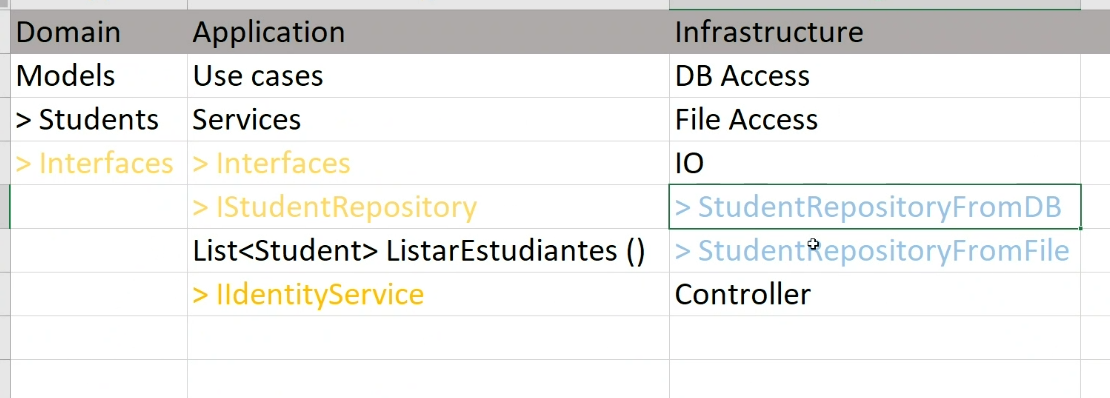 Domain Application Infrastructure
Models Use cases DB Access
> Students Services File Access
> Interfaces > Interfaces IO
> IStudentRepository > StudentRepositoryFromDB
List<Student> ListarEstudiantes () > StudentRepositoryFromFile
> IIdentityService Controller